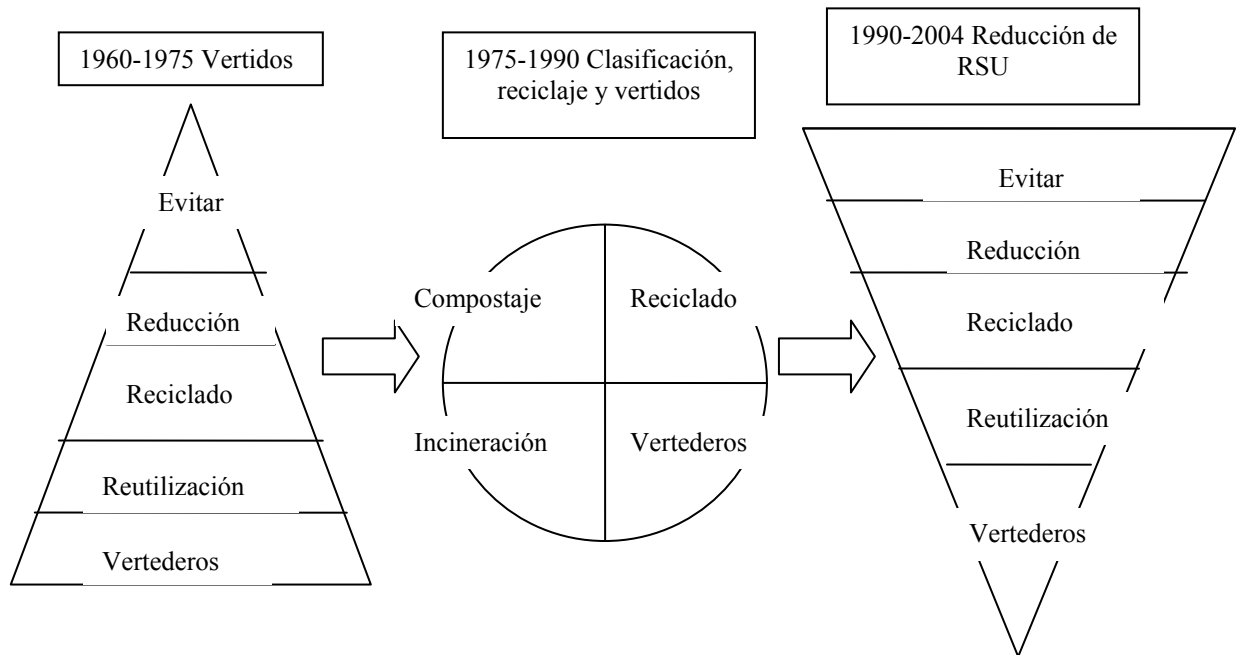 1960-1975 Vertidos
Evitar
Reducción
Reciclado
Reutilización
Vertederos
1975-1990 Clasificación,
reciclaje y vertidos
Compostaje
Reciclado
Incineración
Vertederos
1990-2004 Reducción de
RSU
Evitar
Reducción
Reciclado
Reutilización
Vertederos